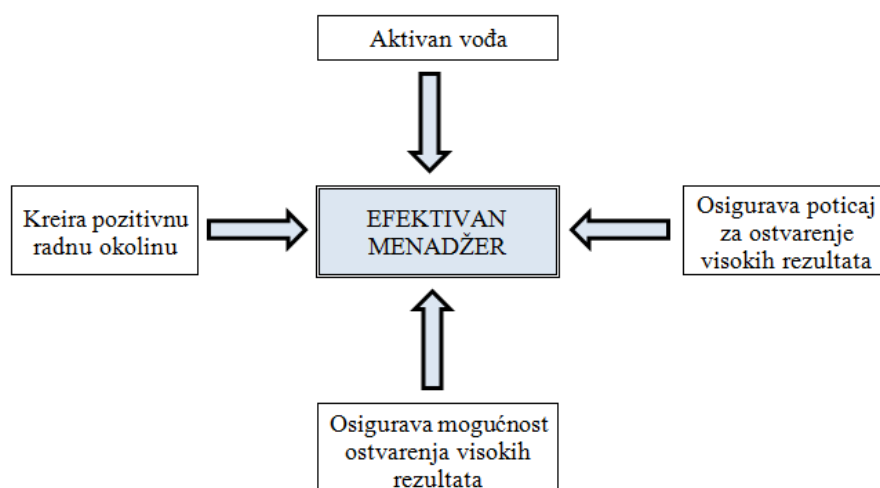 Aktivan vođa
Kreira pozitivnu
radnu okolinu
EFEKTIVAN
MENADŽER
Osigurava poticaj
za ostvarenje
visokih rezultata
Osigurava mogućnost
ostvarenja visokih
rezultata